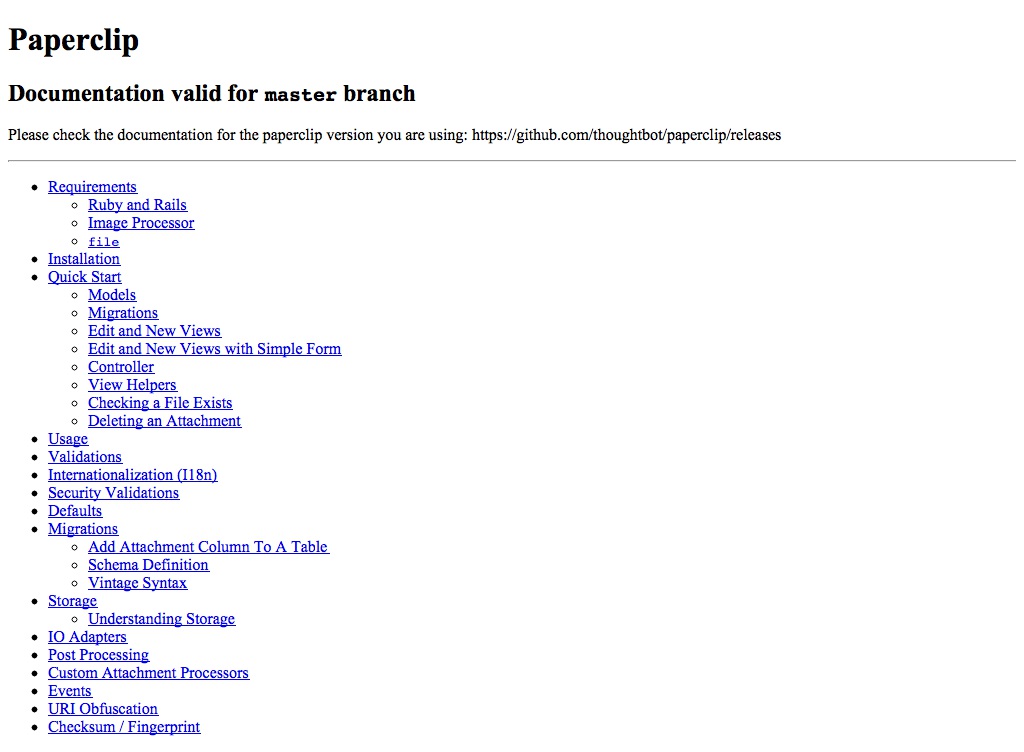 Paperclip
Documentation valid for master branch
Please check the documentation for the paperclip version you are using: https://github.com/thoughtbot/paperclip/releases
Requirements
Ruby and Rails
Image Processor
file
Installation
Quick Start
Models
Migrations
Edit and New Views
Edit and New Views with Simple Form
Controller
View Helpers
Checking a File Exists
Deleting an Attachment
Usage
Validations
Internationalization (I18n)
Security Validations
Defaults
Migrations
Add Attachment Column To A Table
Schema Definition
Vintage Syntax
Storage
Understanding Storage
IO Adapters
Post Processing
Custom Attachment Processors
Events
URI Obfuscation
Checksum / Fingerprint